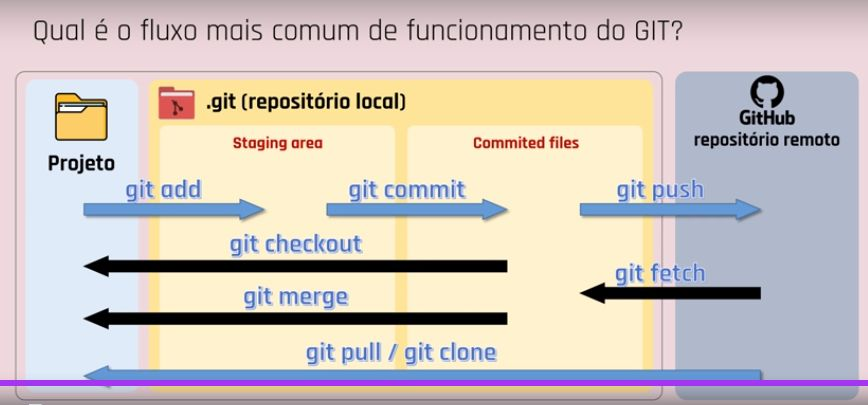 Qual é o fluxo mais comum de funcionamento do GIT?
.git (repositório local)
GitHub
repositório remoto
Projeto
Staging area
Commited files
git add
git commit
git push
git checkout
git fetch
git merge
git pull / git clone